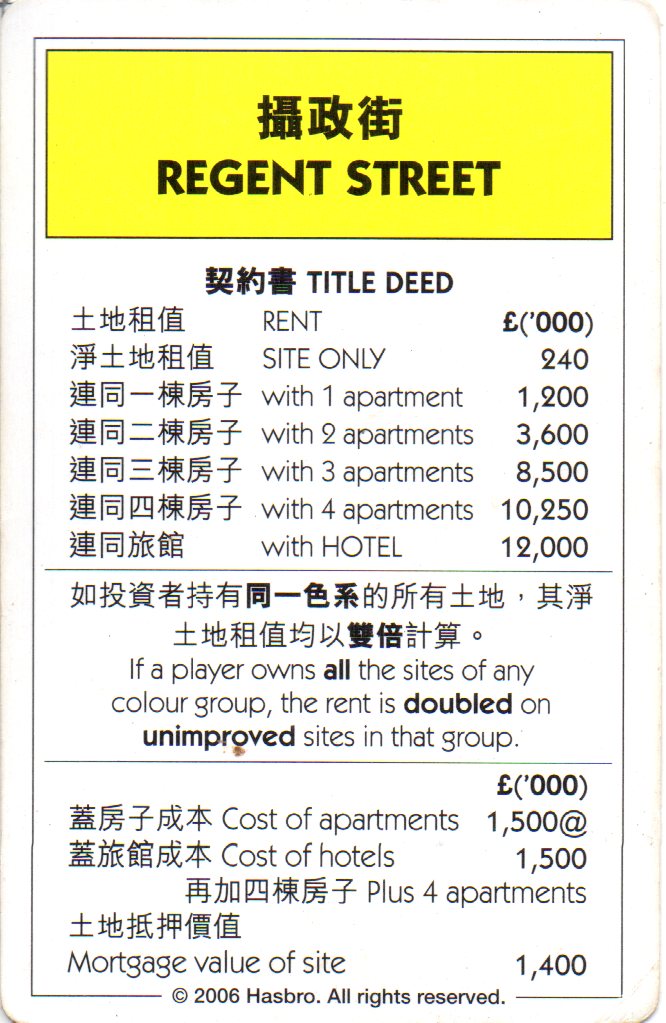 攝政街
REGENT STREET
契約書 TITLE DEED
土地租值 RENT £('000)
淨土地租值 SITE ONLY 240
連同一棟房子 with 1 apartment 1,200
連同二棟房子 with 2 apartments 3,600
連同三棟房子 with 3 apartments 8,500
連同四棟房子 with 4 apartments 10,250
連同旅館 with HOTEL 12,000
如投資者持有同一色系的所有土地，其淨
土地租值均以雙倍計算。
If a player owns all the sites of any
colour group, the rent is doubled on
unimproved sites in that group.
£('000)
蓋房子成本 Cost of apartments 1,500@
蓋旅館成本 Cost of hotels 1,500
再加四棟房子 Plus 4 apartments
土地抵押價值
Mortgage value of site 1,400
© 2006 Hasbro. All rights reserved.